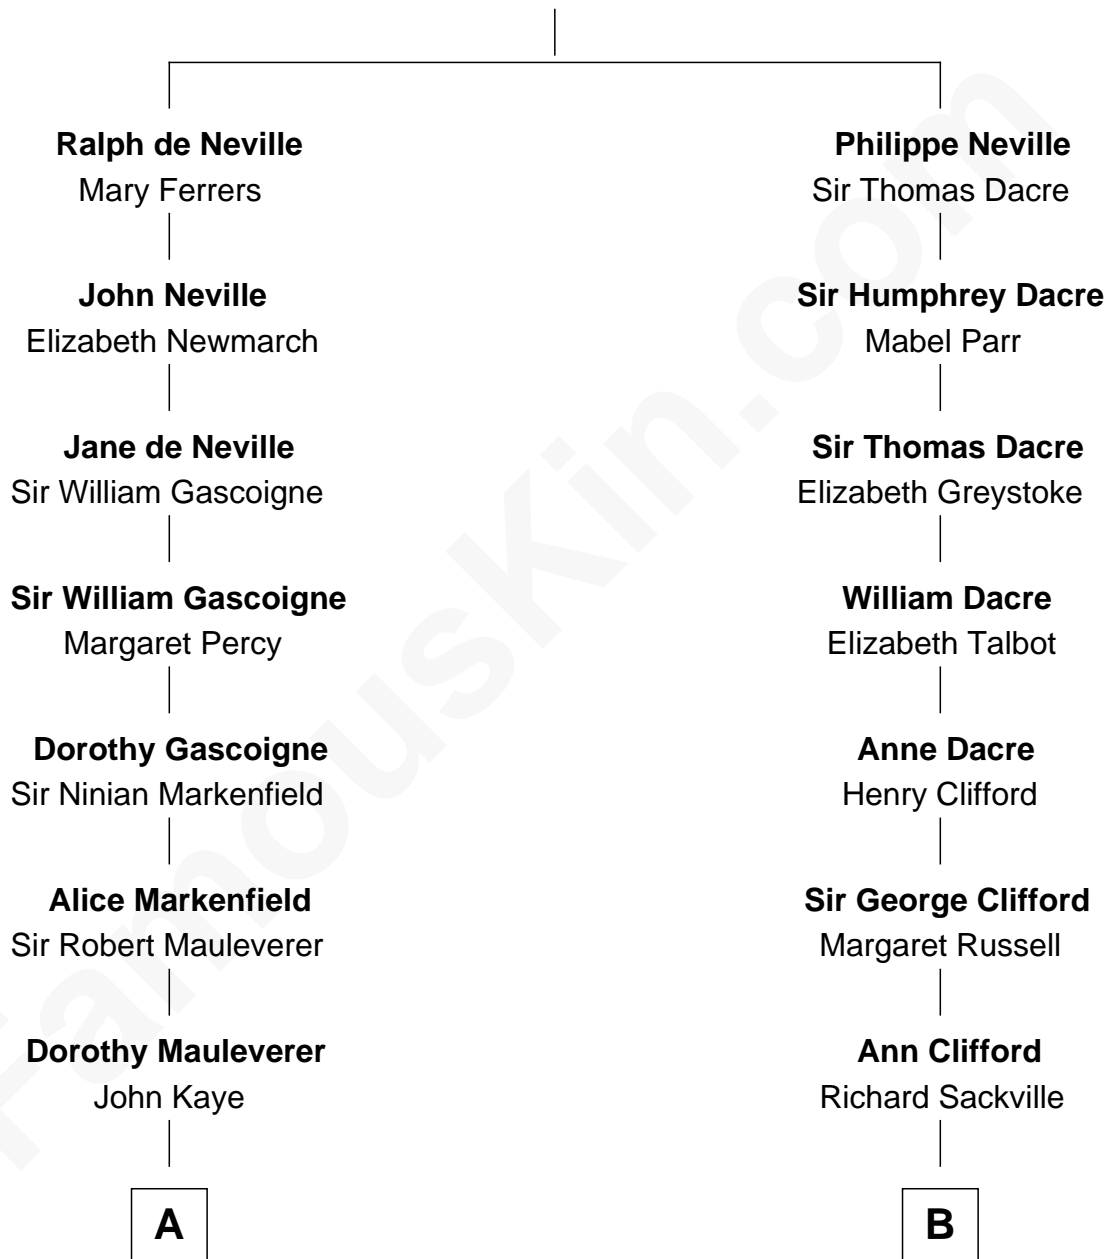 Ralph de Neville
Mary Ferrers
John Neville
Elizabeth Newmarch
Jane de Neville
Sir William Gascoigne
Sir William Gascoigne
Margaret Percy
Dorothy Gascoigne
Sir Ninian Markenfield
Alice Markenfield
Sir Robert Mauleverer
Dorothy Mauleverer
John Kaye
A
Philippe Neville
Sir Thomas Dacre
Sir Humphrey Dacre
Mabel Parr
Sir Thomas Dacre
Elizabeth Greystoke
William Dacre
Elizabeth Talbot
Anne Dacre
Henry Clifford
Sir George Clifford
Margaret Russell
Ann Clifford
Richard Sackville
B
FamousKin.com